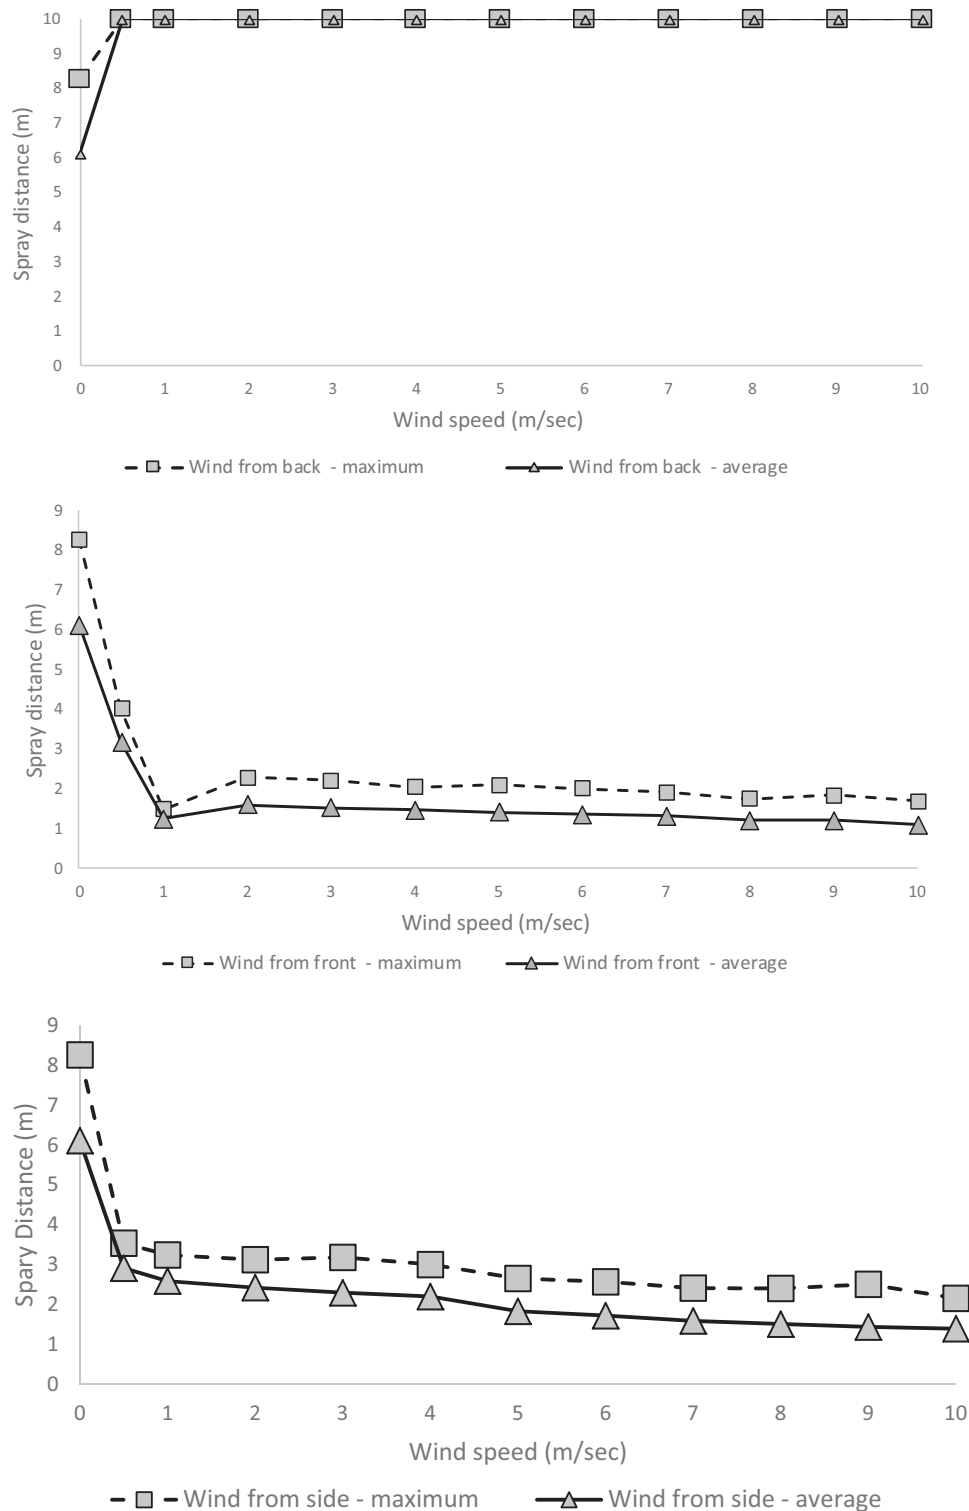 10
9
8
7
6
5
4
3
2
1
0
Spray distance (m)
0 1 2 3 4 5 6 7 8 9 10
Wind speed (m/sec)
Wind from back - maximum
Wind from back - average
9
8
7
6
5
4
3
2
1
0
Spray distance (m)
0 1 2 3 4 5 6 7 8 9 10
Wind speed (m/sec)
Wind from front - maximum
Wind from front - average
9
8
7
6
5
4
3
2
1
0
Spary Distance (m)
0 1 2 3 4 5 6 7 8 9 10
Wind speed (m/sec)
Wind from side - maximum
Wind from side - average